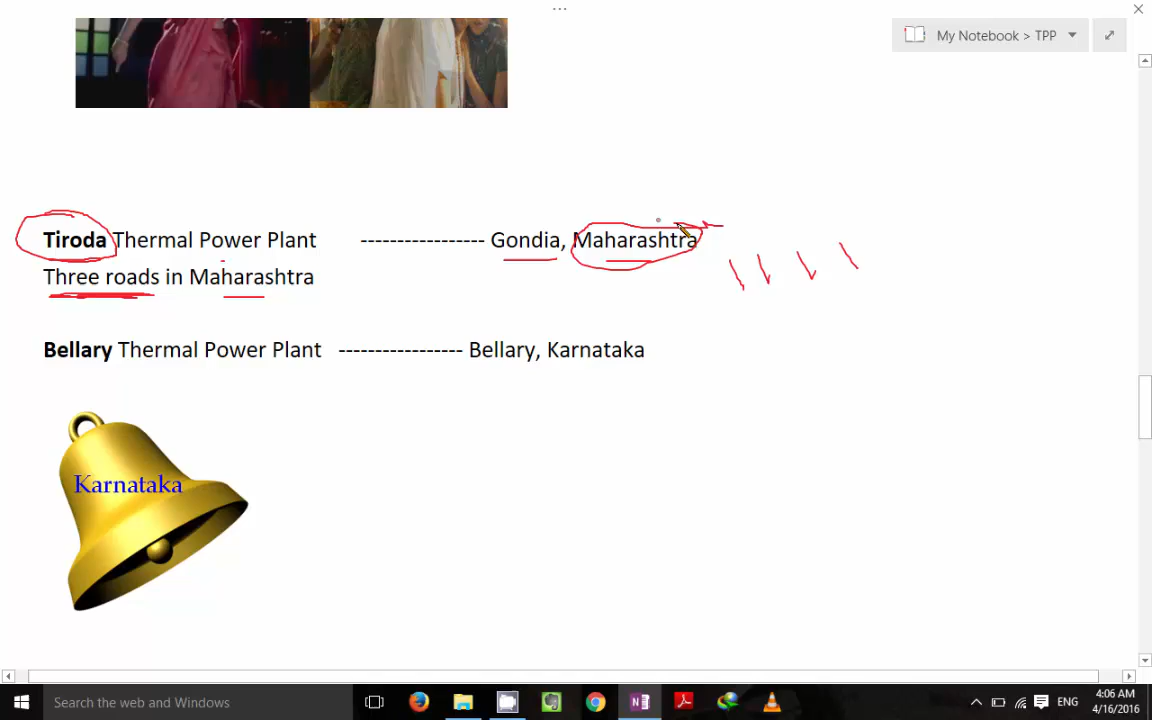 ...
My Notebook > TPP
Tiroda Thermal Power Plant ----------------- Gondia, Maharashtra
Three roads in Maharashtra
Bellary Thermal Power Plant ----------------- Bellary, Karnataka
Karnataka
Search the web and Windows
ENG
4:06 AM
4/16/2016